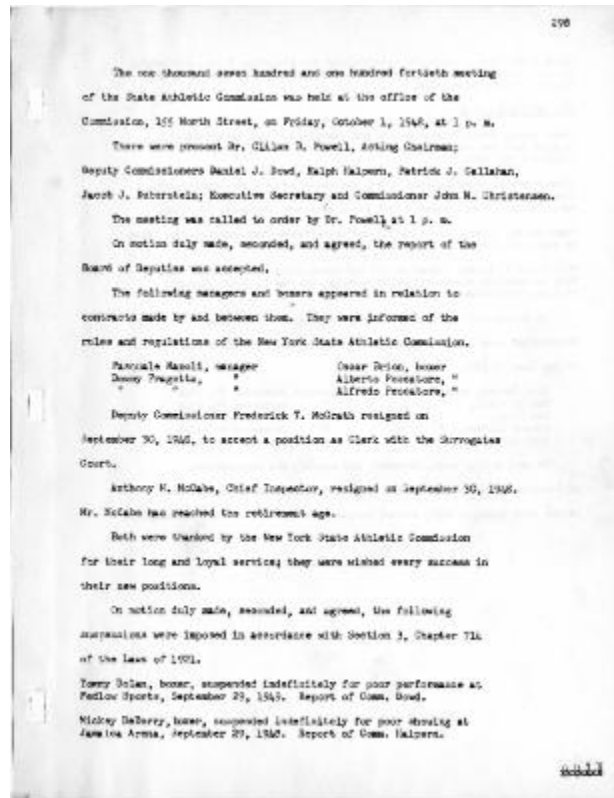 298
The one thousand seven hundred and one hundred fortieth meeting
of the State Athletic Commission was held at the office of the
Commission, 155 Worth Street, on Friday, October 1, 1948, at 1 p. m.
There were present Dr. Clilan B. Powell, Acting Chairman;
Deputy Commissioners Daniel J. Dowd, Ralph Halpern, Patrick J. Callahan,
Jacob J. Executive Secretary and Commissioner John M. Christensen.
The meeting was called to order by Dr. Powell at 1 p. m.
On motion duly made, seconded, and agreed, the report of the
Board of Deputies was accepted.
The following managers and boxers appeared in relation to
contracts made by and between them. They were informed of the
rules and regulations of the New York State Athletic Commission.
Pasquale manager Oscar boxer
" Alberto Pescatore, "
" " " Alfredo Pescatore, "
Deputy Commissioner Frederick T. McGrath resigned on
September 30, 1948, to accept a position as Clerk with the Surrogates
Court.
Anthony McCabe, Chief Inspector, resigned on September 30, 1948.
Mr. McCabe has reached the retirement age.
Both were thanked by the New York State Athletic Commission
for their long and loyal service; they were wished every success in
their new positions.
On motion duly made, seconded, and agreed, the following
suspensions were imposed in accordance with Section 3, Chapter 714
of the Laws of 1921.
Tommy Dolan, boxer, suspended indefinitely for poor performance at
Sports, September 29, Report of Comm. Dowd.
Mickey boxer, suspended indefinitely for poor showing at
Jamaica Arena, September 29, 1948. Report of Comm. Halpern.